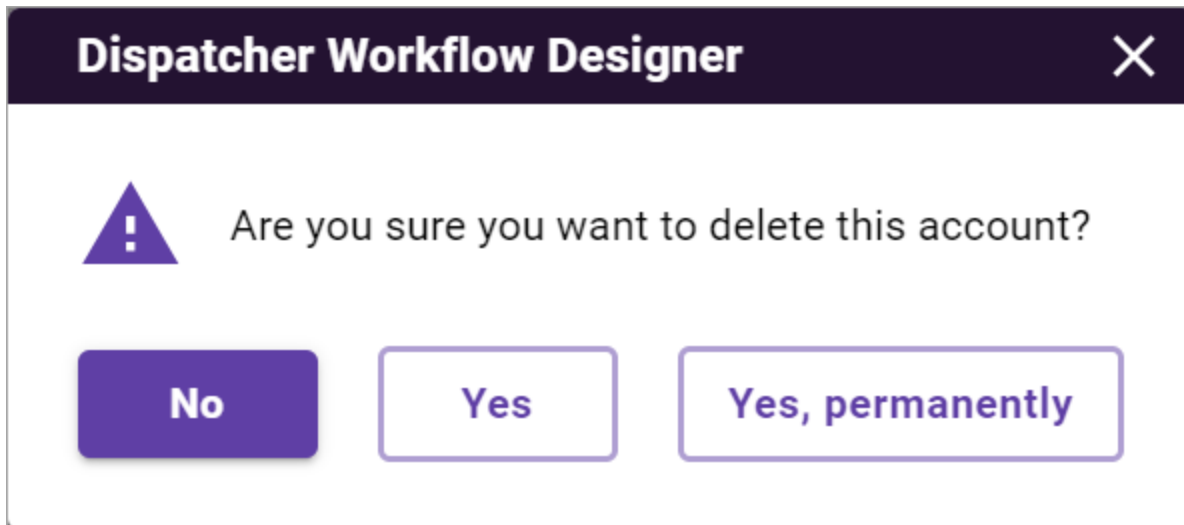 Dispatcher Workflow Designer
Are you sure you want to delete this account?
No
Yes
Yes, permanently